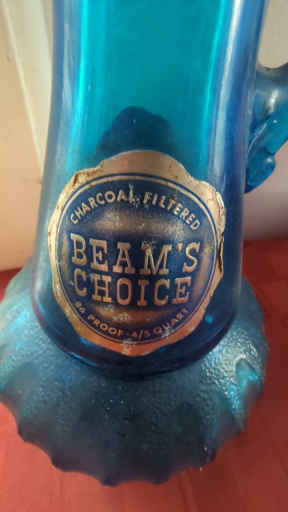 CHARCOAL FILTERED
BEAM'S
CHOICE
86 PROOF - 4/5 QUART